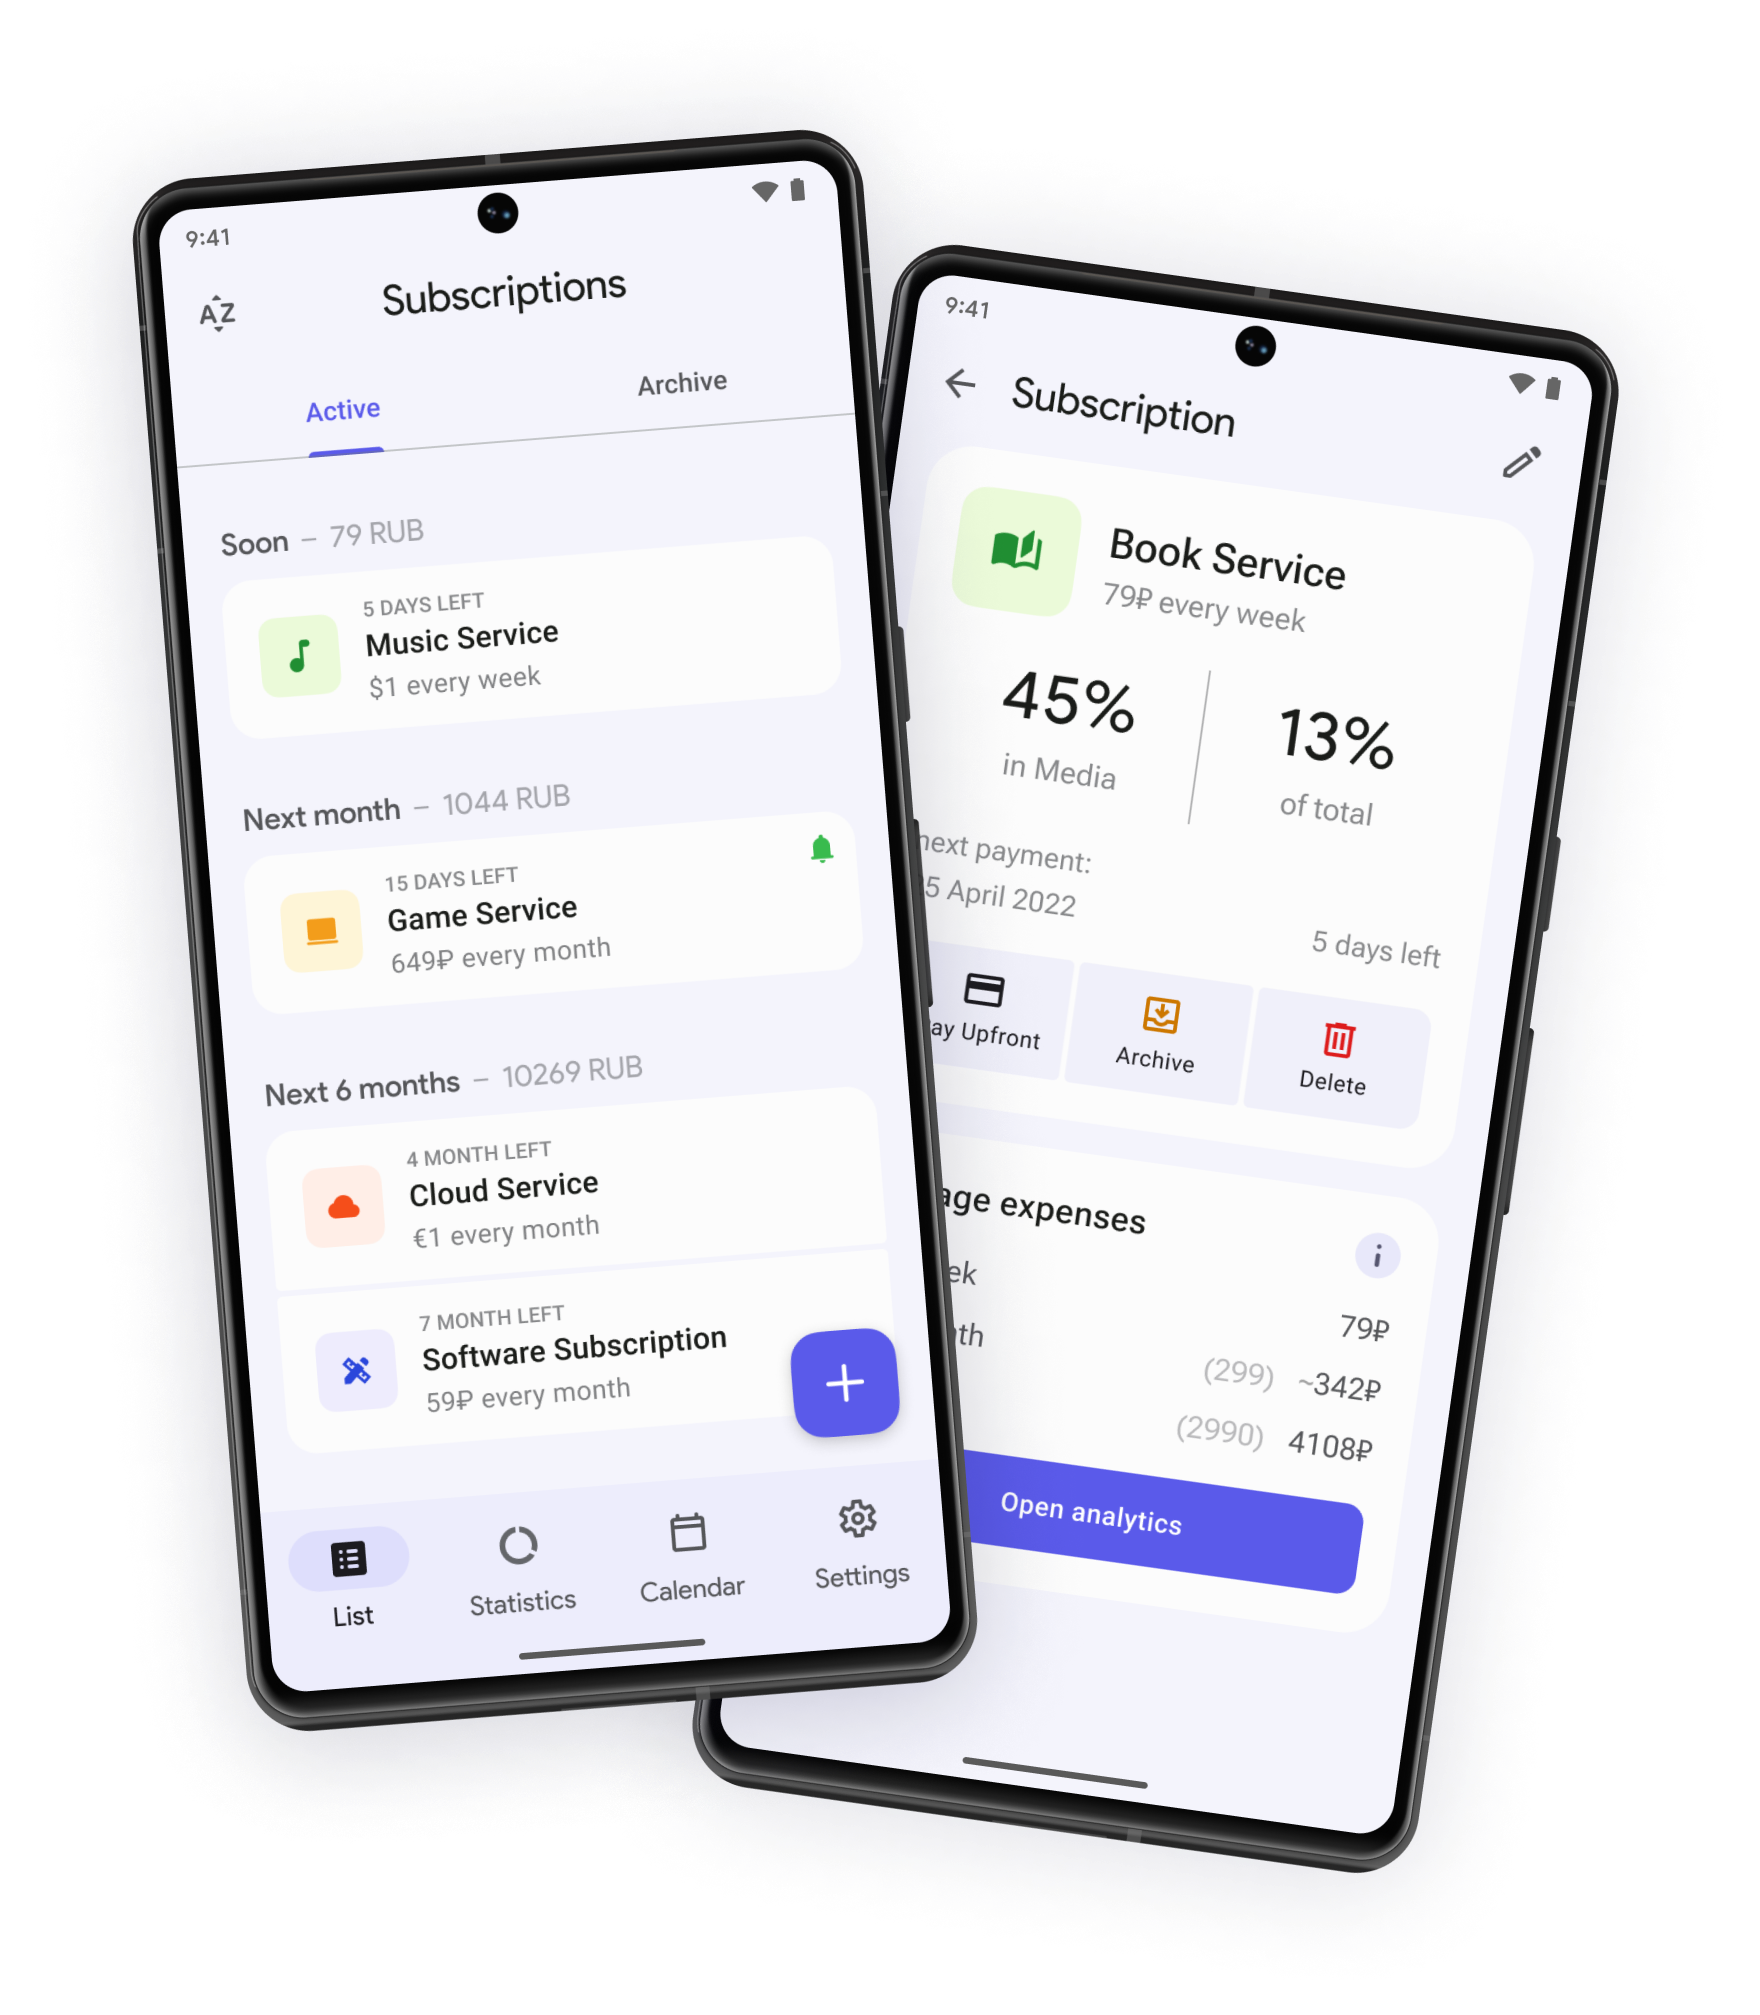 9:41
AZ
Subscriptions
Active
Archive
Soon – 79 RUB
5 DAYS LEFT
Music Service
$1 every week
Next month – 1044 RUB
15 DAYS LEFT
Game Service
649₽ every month
Next 6 months – 10269 RUB
4 MONTH LEFT
Cloud Service
€1 every month
7 MONTH LEFT
Software Subscription
59₽ every month
List
Statistics
Calendar
Settings
9:41
Subscription
Book Service
79₽ every week
45%
in Media
13%
of total
next payment:
5 April 2022
5 days left
ay Upfront
Archive
Delete
age expenses
ek
79₽
th
(299) ~342₽
(2990) 4108₽
Open analytics